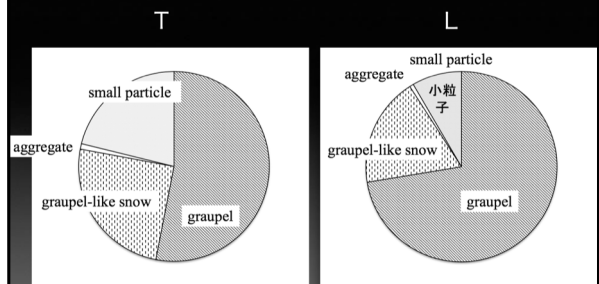 T
small particle
aggregate
graupel-like snow
graupel
L
small particle
aggregate
小粒
子
graupel-like snow
graupel